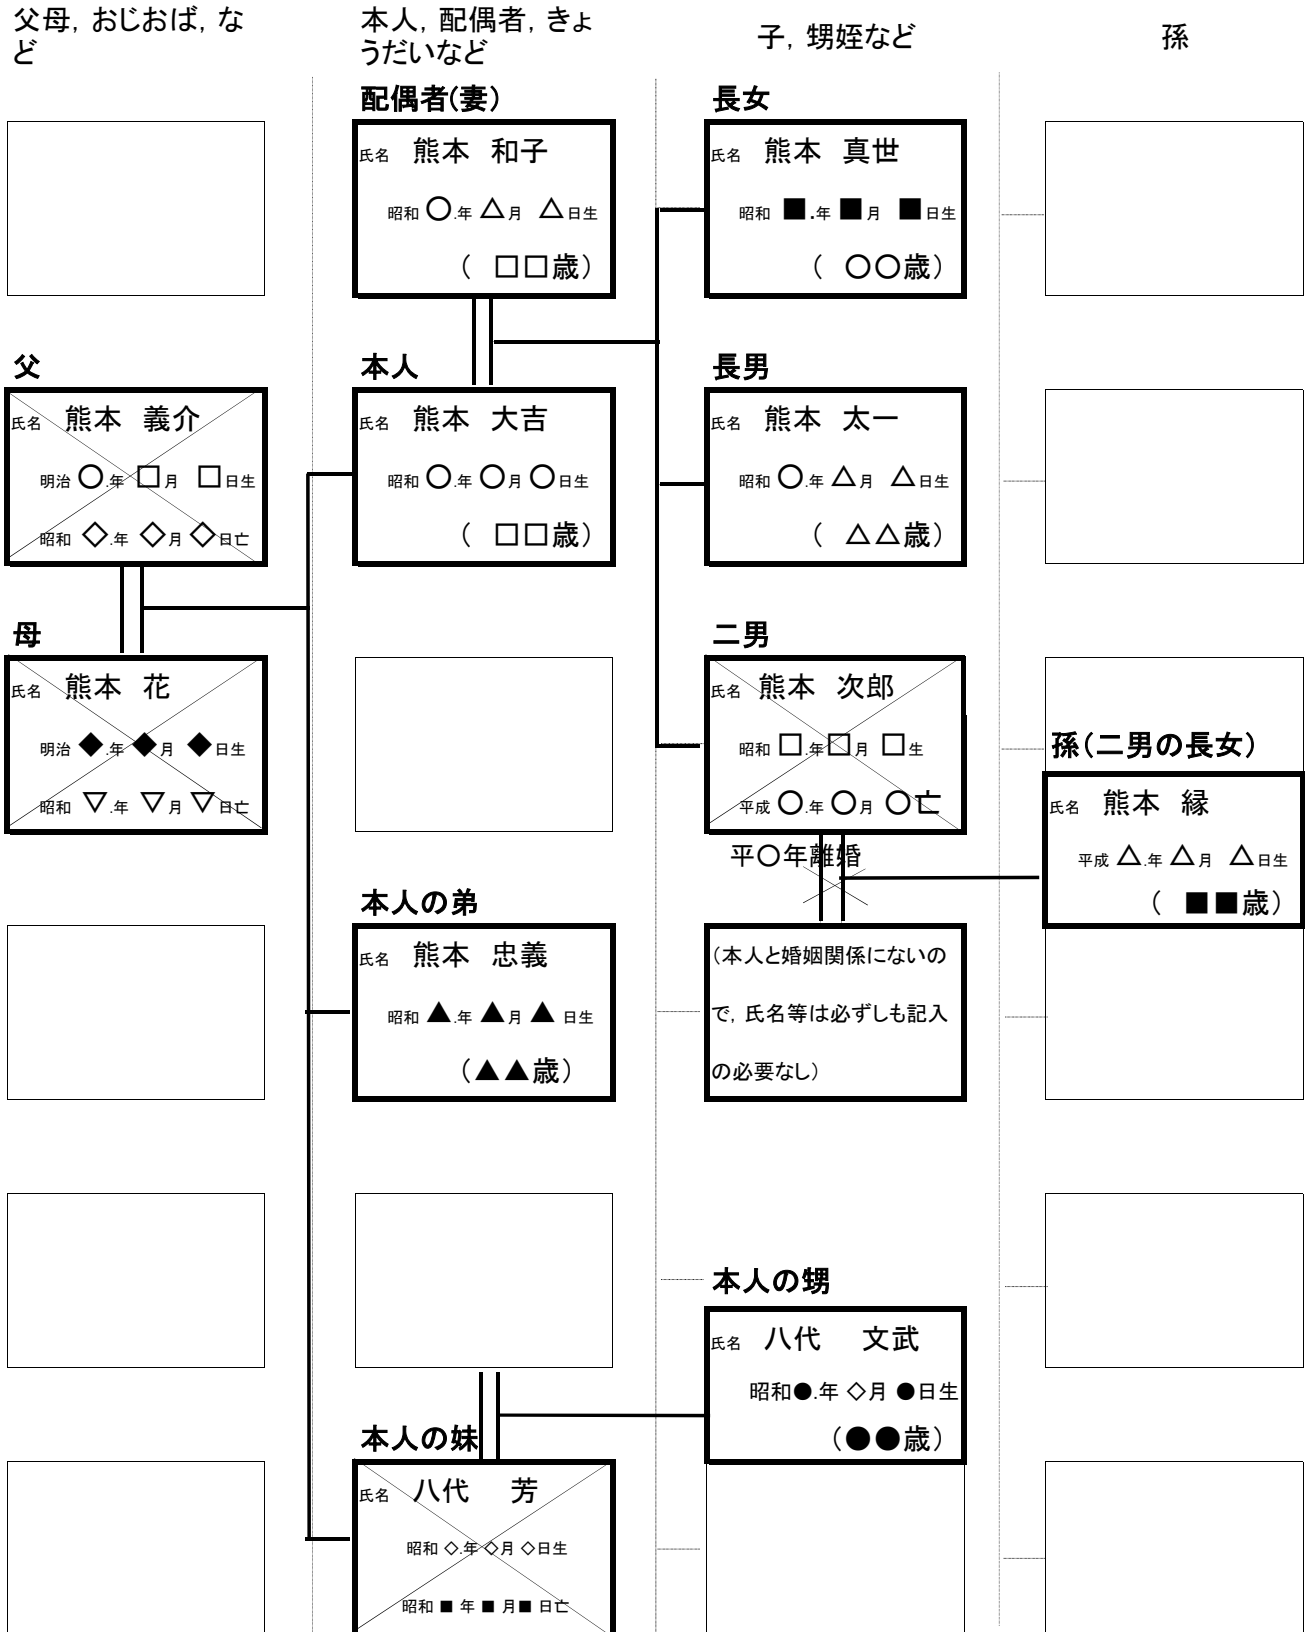 父母，おじおば，な
ど
本人，配偶者，きょ
うだいなど
子，甥姪など
孫
配偶者（妻）
氏名 熊本 和子
昭和 〇.年 △月 △日生
（ □□歳）
長女
氏名 熊本 真世
昭和 ■.年 ■月 ■日生
（ 〇〇歳）
父
氏名 熊本 義介
明治 〇.年 □月 □日生
昭和 ◇.年 ◇月 ◇日亡
本人
氏名 熊本 大吉
昭和 〇.年 〇月 〇日生
（ □□歳）
長男
氏名 熊本 太一
昭和 〇.年 △月 △日生
（ △△歳）
母
氏名 熊本 花
明治 ◆.年 ◆月 ◆日生
昭和 ▽.年 ▽月 ▽日亡
二男
氏名 熊本 次郎
昭和 □.年 □月 □生
平成 〇.年 〇月 〇亡
平〇年離婚
孫（二男の長女）
氏名 熊本 縁
平成 △.年 △月 △日生
（ ■■歳）
本人の弟
氏名 熊本 忠義
昭和 ▲.年 ▲月 ▲ 日生
（▲▲歳）
（本人と婚姻関係にないの
で，氏名等は必ずしも記入
の必要なし）
本人の甥
氏名 八代 文武
昭和●.年 ◇月 ●日生
（●●歳）
本人の妹
氏名 八代 芳
昭和 ◇.年 ◇月 ◇日生
昭和 ■ 年 ■ 月■ 日亡